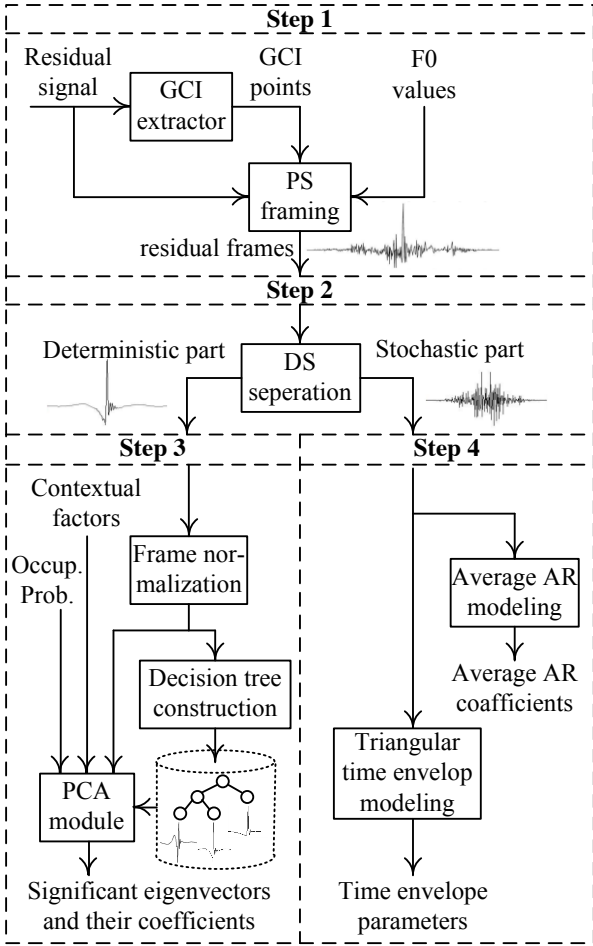 Step 1
Residual
signal
GCI
extractor
GCI
points
F0
values
PS
framing
residual frames
Step 2
Deterministic part
DS
seperation
Stochastic part
Step 3
Contextual
factors
Occup.
Prob.
Frame nor-
malization
Decision tree
construction
PCA
module
Significant eigenvectors
and their coefficients
Step 4
Average AR
modeling
Average AR
coafficients
Triangular
time envelop
modeling
Time envelope
parameters